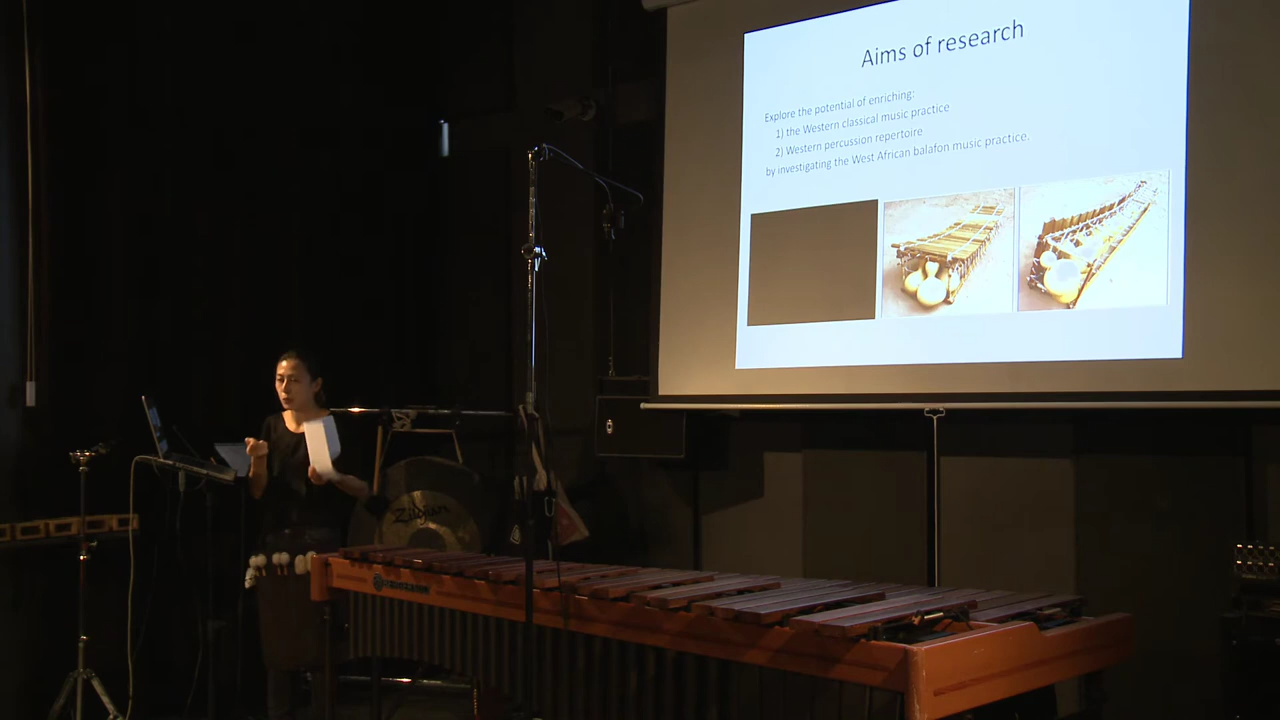 Aims of research
Explore the potential of enriching:
1) the Western classical music practice
2) Western percussion repertoire
by investigating the West African balafon music practice.
Zildjian